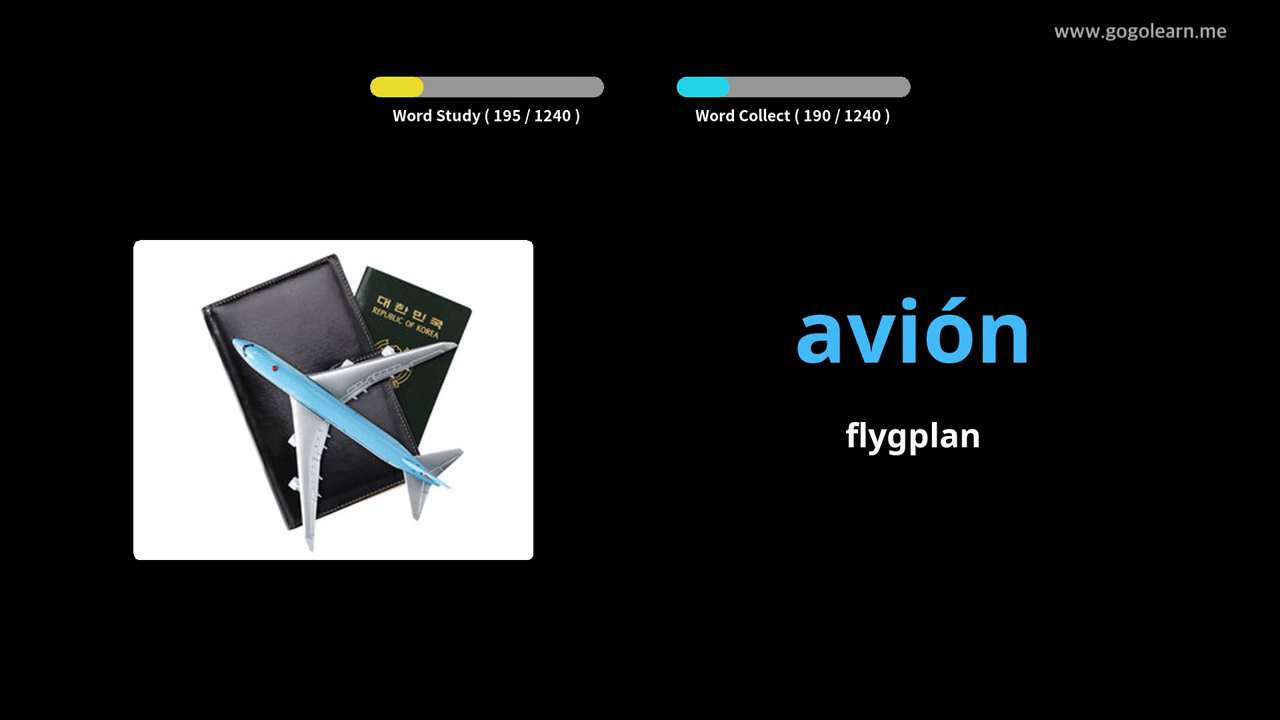 www.gogolearn.me
Word Study ( 195 / 1240 )
Word Collect ( 190 / 1240 )
대한민국
REPUBLIC OF KOREA
avión
flygplan